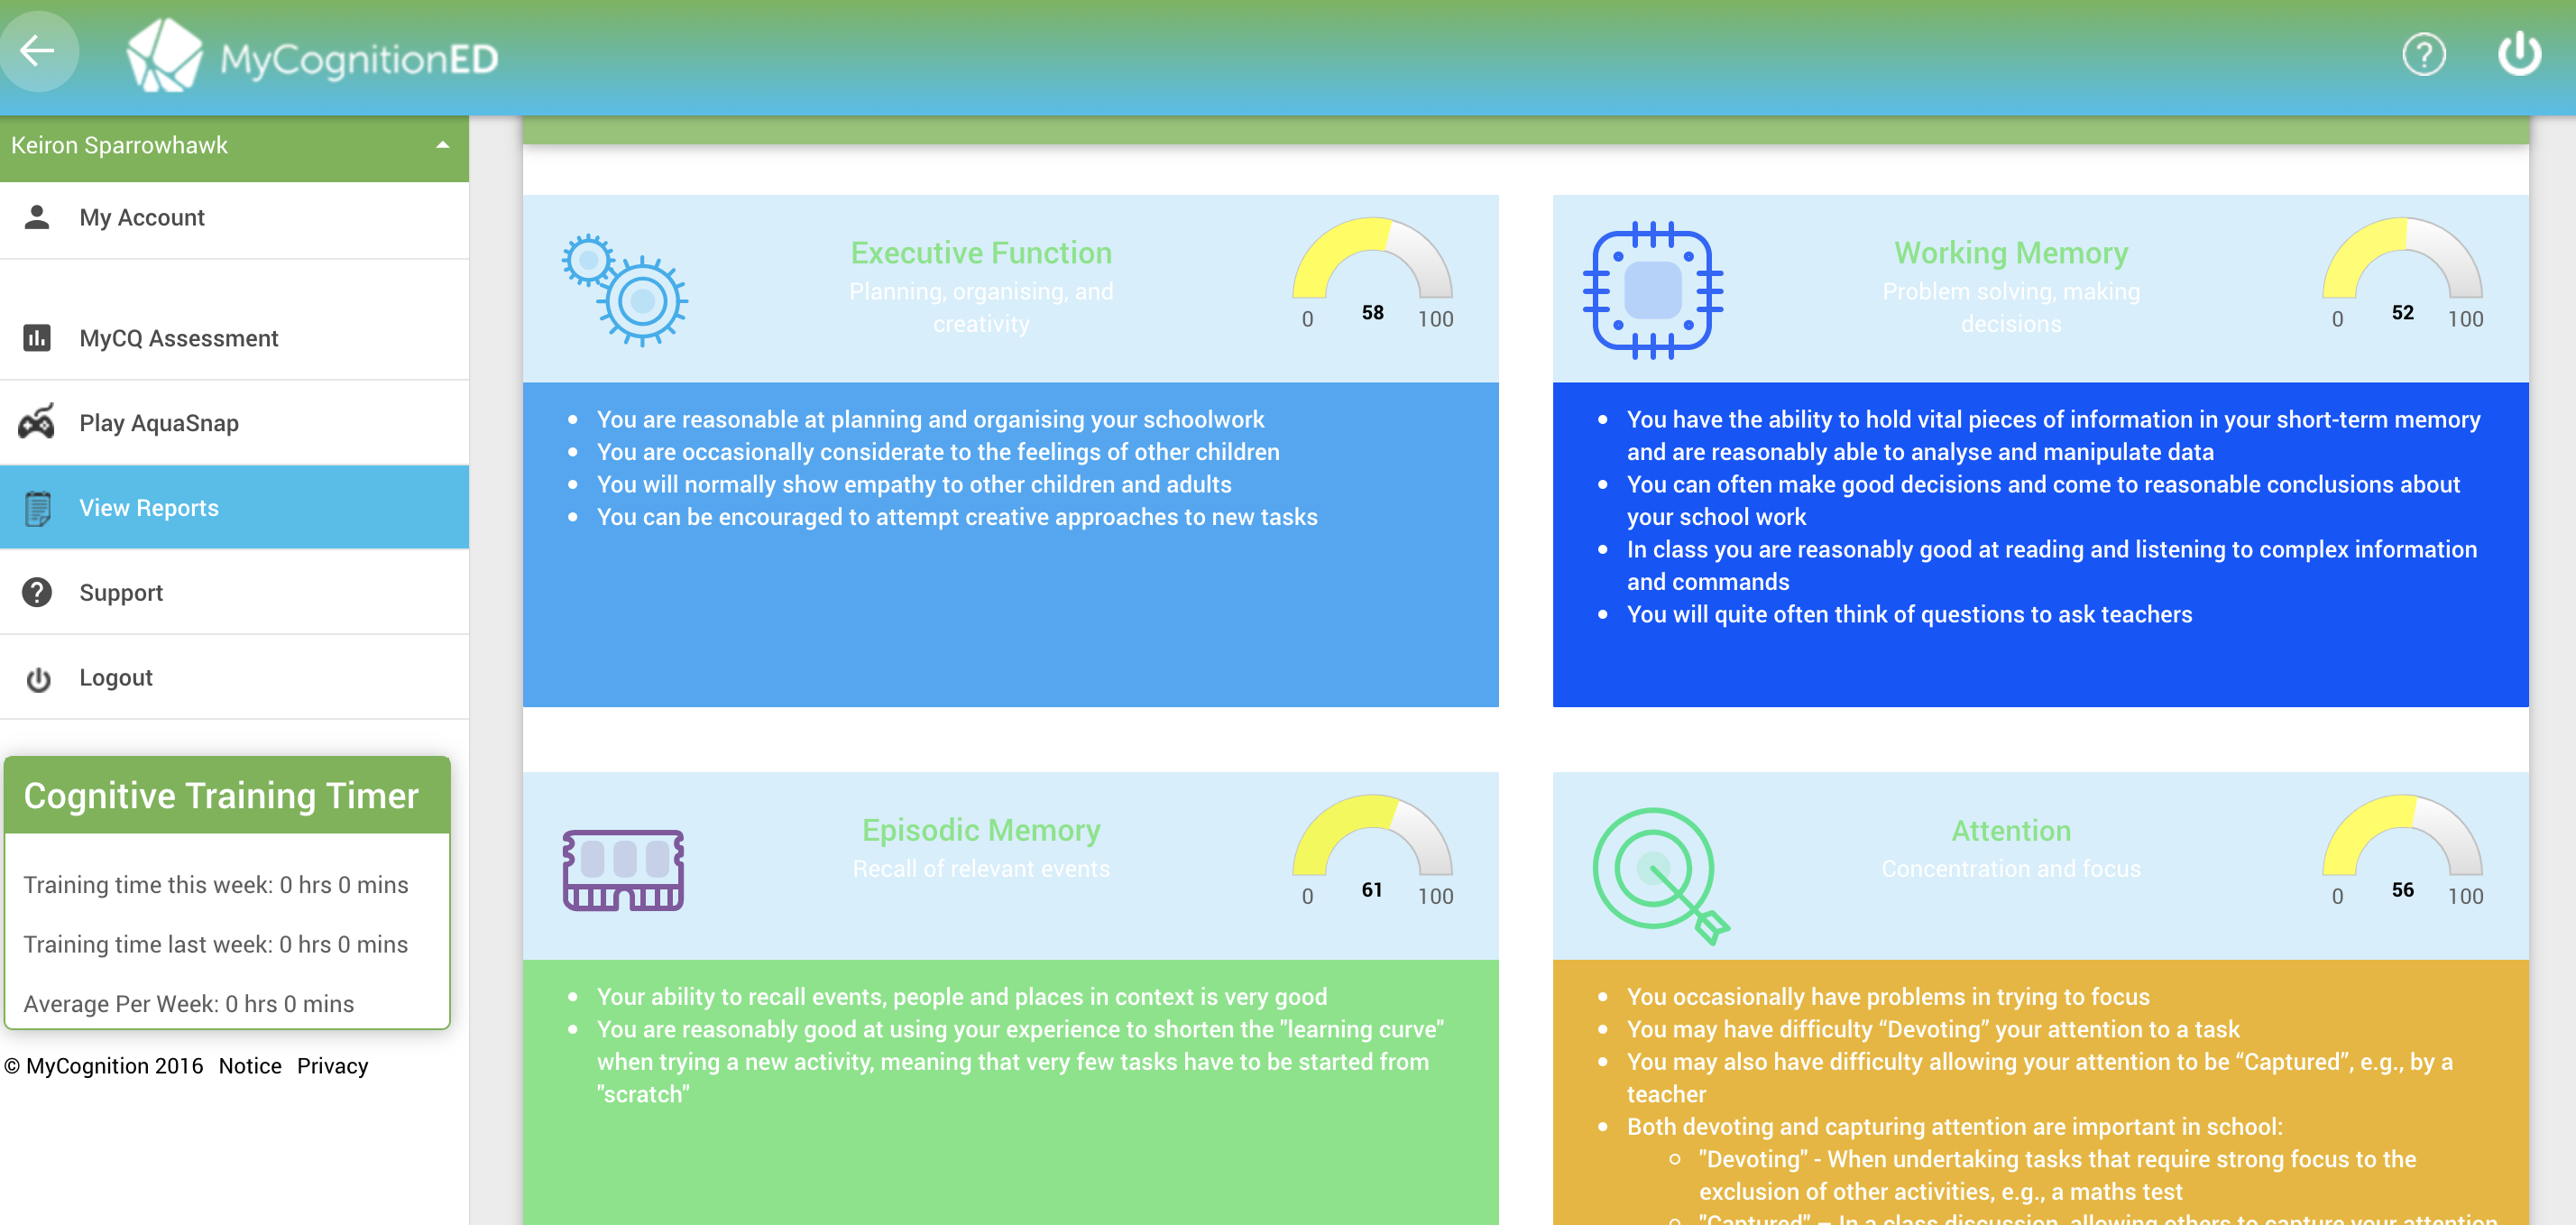 MyCognitionED
Keiron Sparrowhawk
My Account
MyCQ Assessment
Play AquaSnap
View Reports
Support
Logout
Cognitive Training Timer
Training time this week: 0 hrs 0 mins
Training time last week: 0 hrs 0 mins
Average Per Week: 0 hrs 0 mins
© MyCognition 2016 Notice Privacy
Executive Function
Planning, organising, and
creativity
0 58 100
You are reasonable at planning and organising your schoolwork
You are occasionally considerate to the feelings of other children
You will normally show empathy to other children and adults
You can be encouraged to attempt creative approaches to new tasks
Working Memory
Problem solving, making
decisions
0 52 100
You have the ability to hold vital pieces of information in your short-term memory
and are reasonably able to analyse and manipulate data
You can often make good decisions and come to reasonable conclusions about
your school work
In class you are reasonably good at reading and listening to complex information
and commands
You will quite often think of questions to ask teachers
Episodic Memory
Recall of relevant events
0 61 100
Your ability to recall events, people and places in context is very good
You are reasonably good at using your experience to shorten the "learning curve"
when trying a new activity, meaning that very few tasks have to be started from
"scratch"
Attention
Concentration and focus
0 56 100
You occasionally have problems in trying to focus
You may have difficulty “Devoting” your attention to a task
You may also have difficulty allowing your attention to be “Captured”, e.g., by a
teacher
Both devoting and capturing attention are important in school:
"Devoting" - When undertaking tasks that require strong focus to the
exclusion of other activities, e.g., a maths test
"Captured" – In a class discussion, allowing others to capture your attention